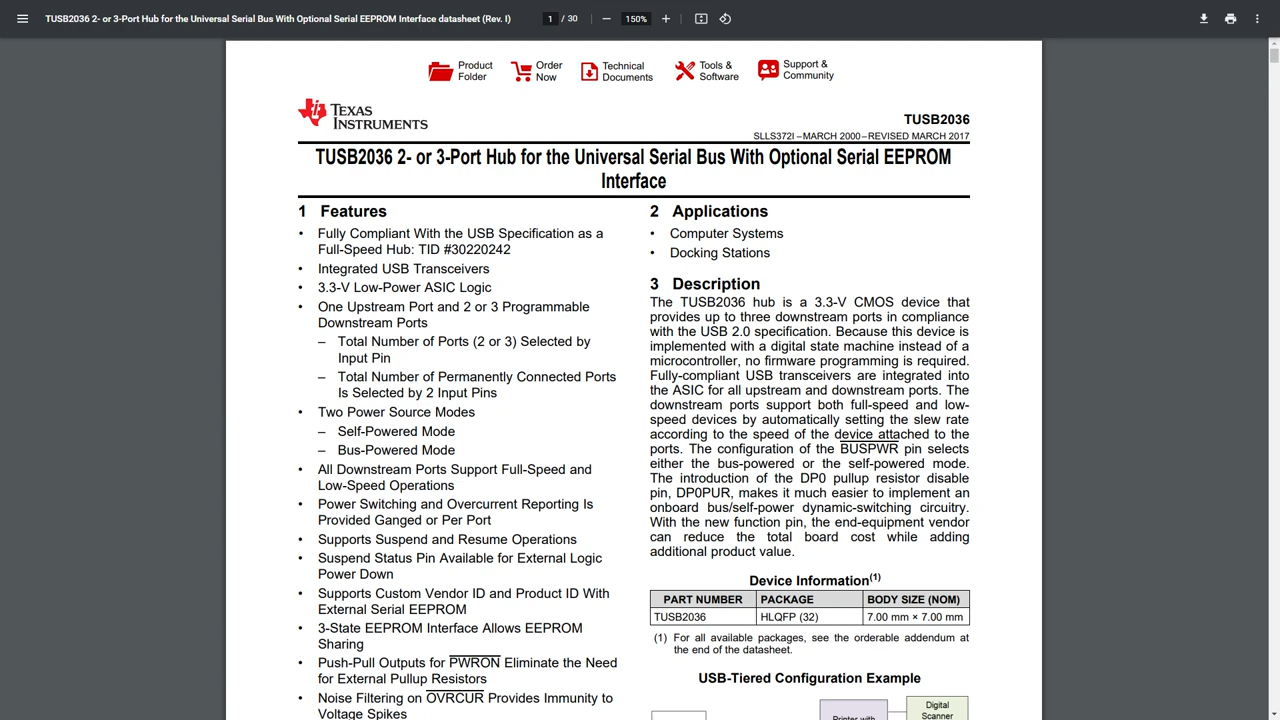 TUSB2036 2- or 3-Port Hub for the Universal Serial Bus With Optional Serial EEPROM Interface datasheet (Rev. I)
1 / 30
150%
Product
Folder
Order
Now
Technical
Documents
Tools &
Software
Support &
Community
TEXAS
INSTRUMENTS
TUSB2036
SLLS372I – MARCH 2000 – REVISED MARCH 2017
TUSB2036 2- or 3-Port Hub for the Universal Serial Bus With Optional Serial EEPROM
Interface
1 Features
• Fully Compliant With the USB Specification as a
Full-Speed Hub: TID #30220242
• Integrated USB Transceivers
• 3.3-V Low-Power ASIC Logic
• One Upstream Port and 2 or 3 Programmable
Downstream Ports
– Total Number of Ports (2 or 3) Selected by
Input Pin
– Total Number of Permanently Connected Ports
Is Selected by 2 Input Pins
• Two Power Source Modes
– Self-Powered Mode
– Bus-Powered Mode
• All Downstream Ports Support Full-Speed and
Low-Speed Operations
• Power Switching and Overcurrent Reporting Is
Provided Ganged or Per Port
• Supports Suspend and Resume Operations
• Suspend Status Pin Available for External Logic
Power Down
• Supports Custom Vendor ID and Product ID With
External Serial EEPROM
• 3-State EEPROM Interface Allows EEPROM
Sharing
• Push-Pull Outputs for PWRON Eliminate the Need
for External Pullup Resistors
• Noise Filtering on OVRCUR Provides Immunity to
Voltage Spikes
2 Applications
• Computer Systems
• Docking Stations
3 Description
The TUSB2036 hub is a 3.3-V CMOS device that
provides up to three downstream ports in compliance
with the USB 2.0 specification. Because this device is
implemented with a digital state machine instead of a
microcontroller, no firmware programming is required.
Fully-compliant USB transceivers are integrated into
the ASIC for all upstream and downstream ports. The
downstream ports support both full-speed and low-
speed devices by automatically setting the slew rate
according to the speed of the device attached to the
ports. The configuration of the BUSPWR pin selects
either the bus-powered or the self-powered mode.
The introduction of the DP0 pullup resistor disable
pin, DP0PUR, makes it much easier to implement an
onboard bus/self-power dynamic-switching circuitry.
With the new function pin, the end-equipment vendor
can reduce the total board cost while adding
additional product value.
Device Information(1)
PART NUMBER PACKAGE BODY SIZE (NOM)
TUSB2036 HLQFP (32) 7.00 mm × 7.00 mm
(1) For all available packages, see the orderable addendum at
the end of the datasheet.
USB-Tiered Configuration Example
Digital
Scanner
Printer with